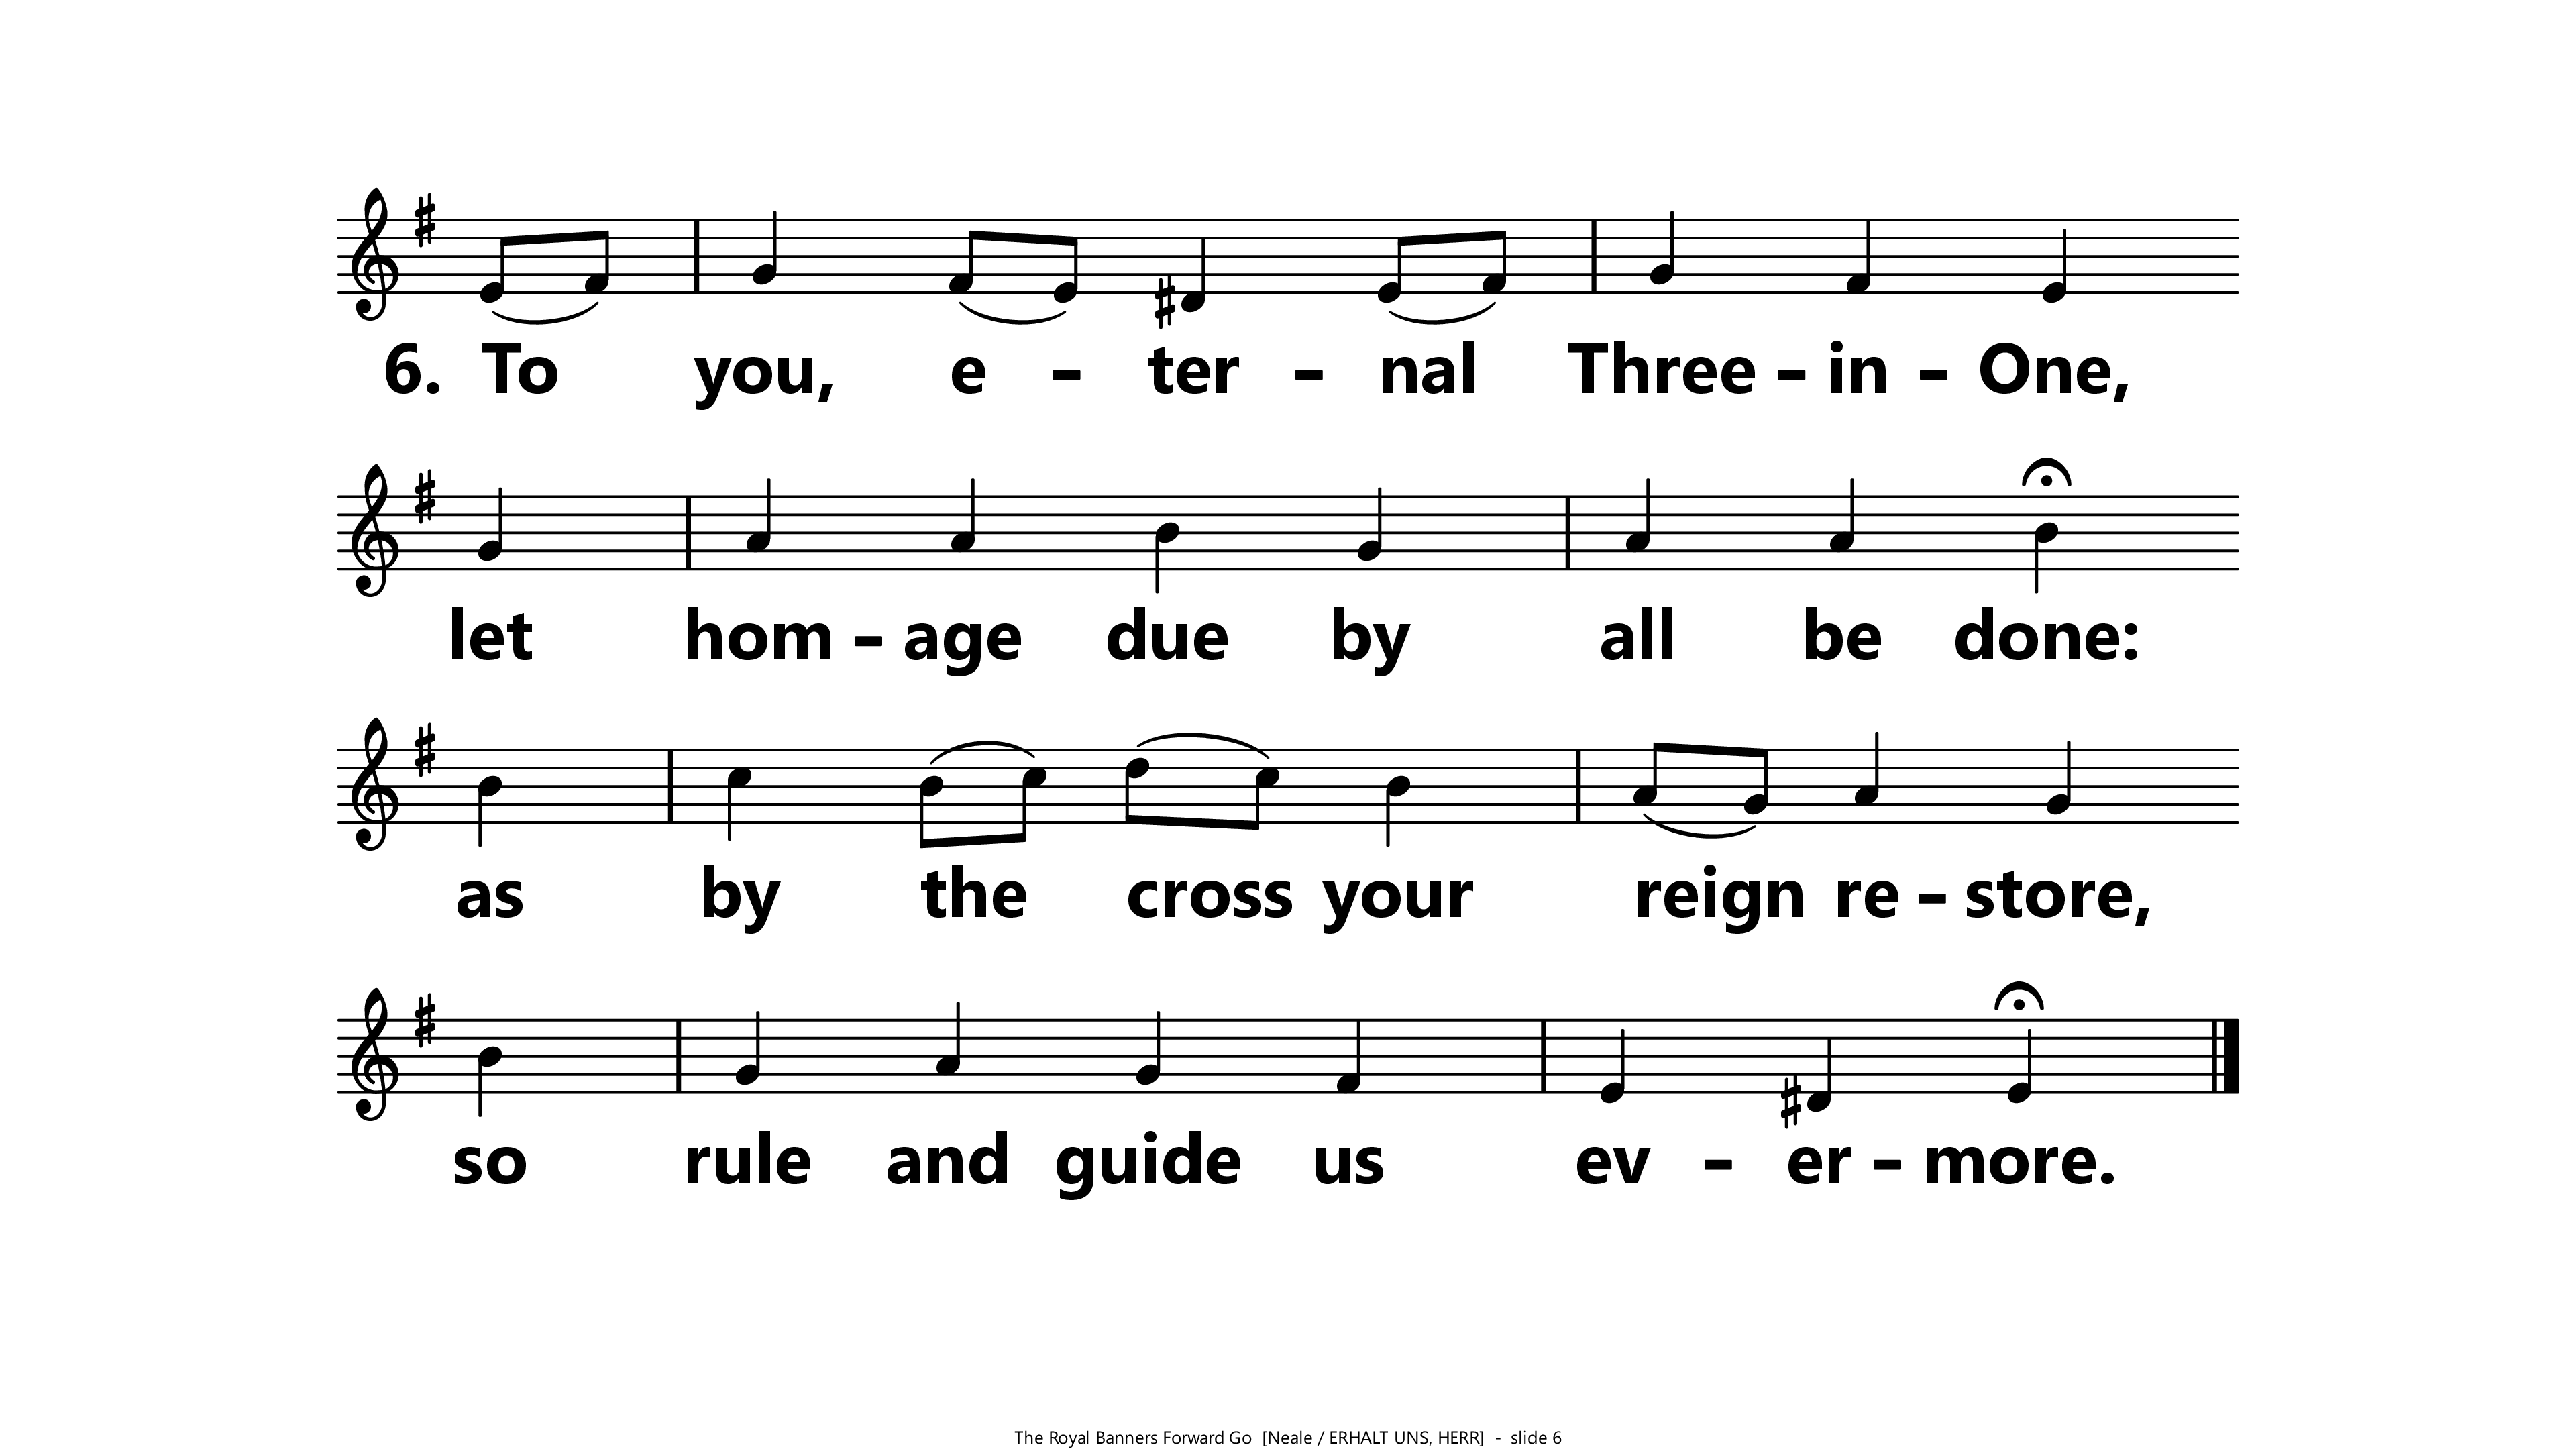 6. To you, e - ter - nal Three - in - One,
let hom - age due by all be done:
as by the cross your reign re - store,
so rule and guide us ev - er - more.
The Royal Banners Forward Go [Neale / ERHALT UNS, HERR] - slide 6